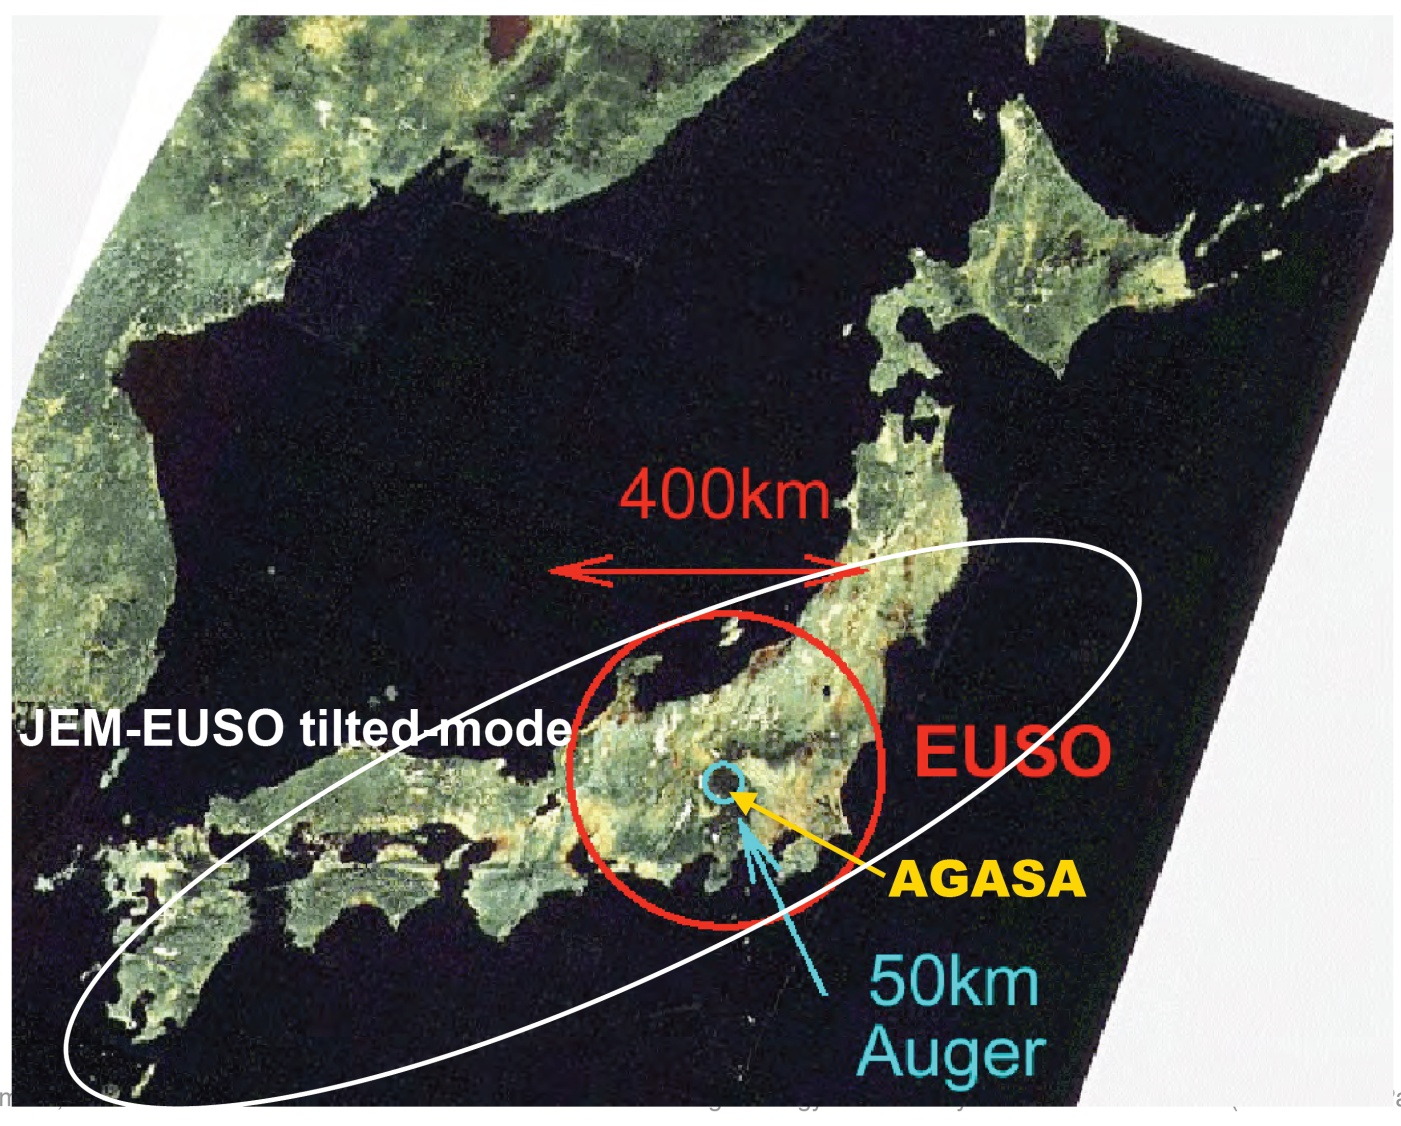 400km
JEM-EUSO tilted-mode
EUSO
AGASA
50km
Auger